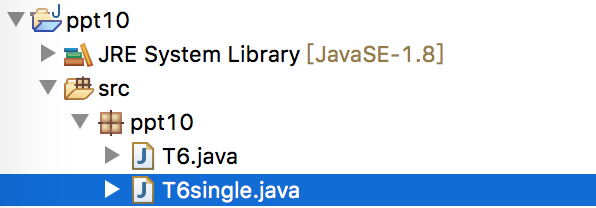 ppt10
JRE System Library [JavaSE-1.8]
src
ppt10
T6.java
T6single.java